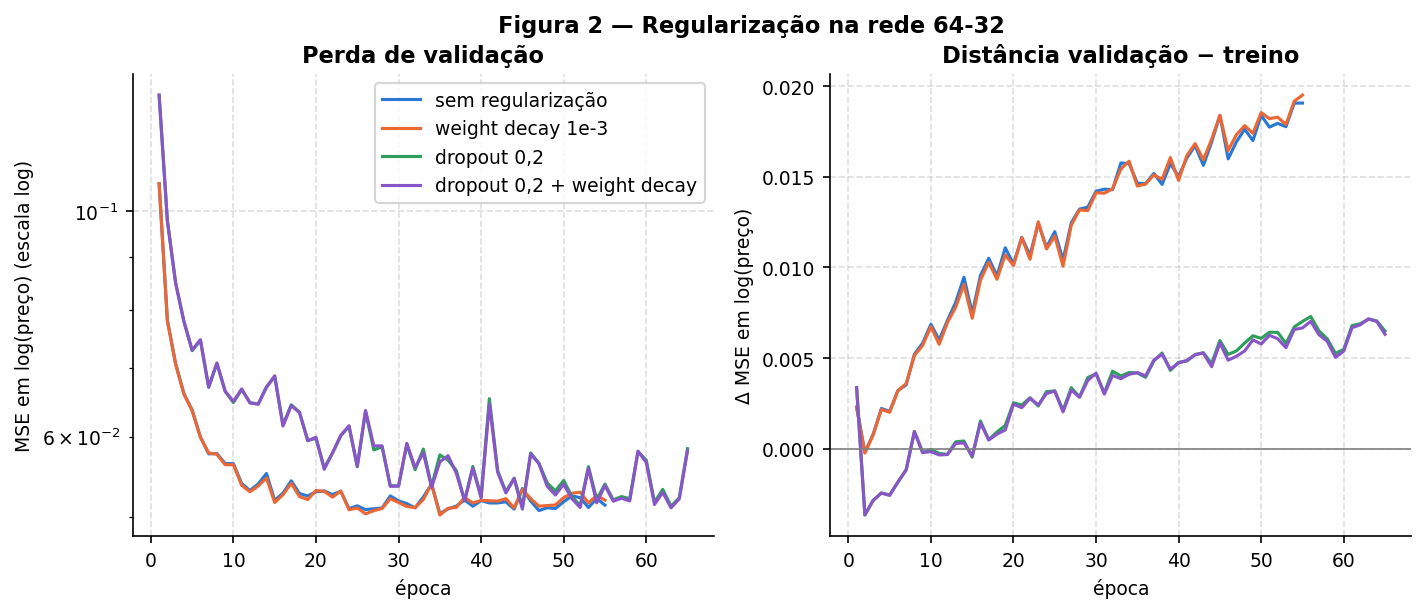 Figura 2 — Regularização na rede 64-32
Perda de validação
MSE em log(preço) (escala log)
10⁻¹
6 × 10⁻²
0
10
20
30
40
50
60
época
sem regularização
weight decay 1e-3
dropout 0,2
dropout 0,2 + weight decay
Distância validação − treino
Δ MSE em log(preço)
0.020
0.015
0.010
0.005
0.000
0
10
20
30
40
50
60
época